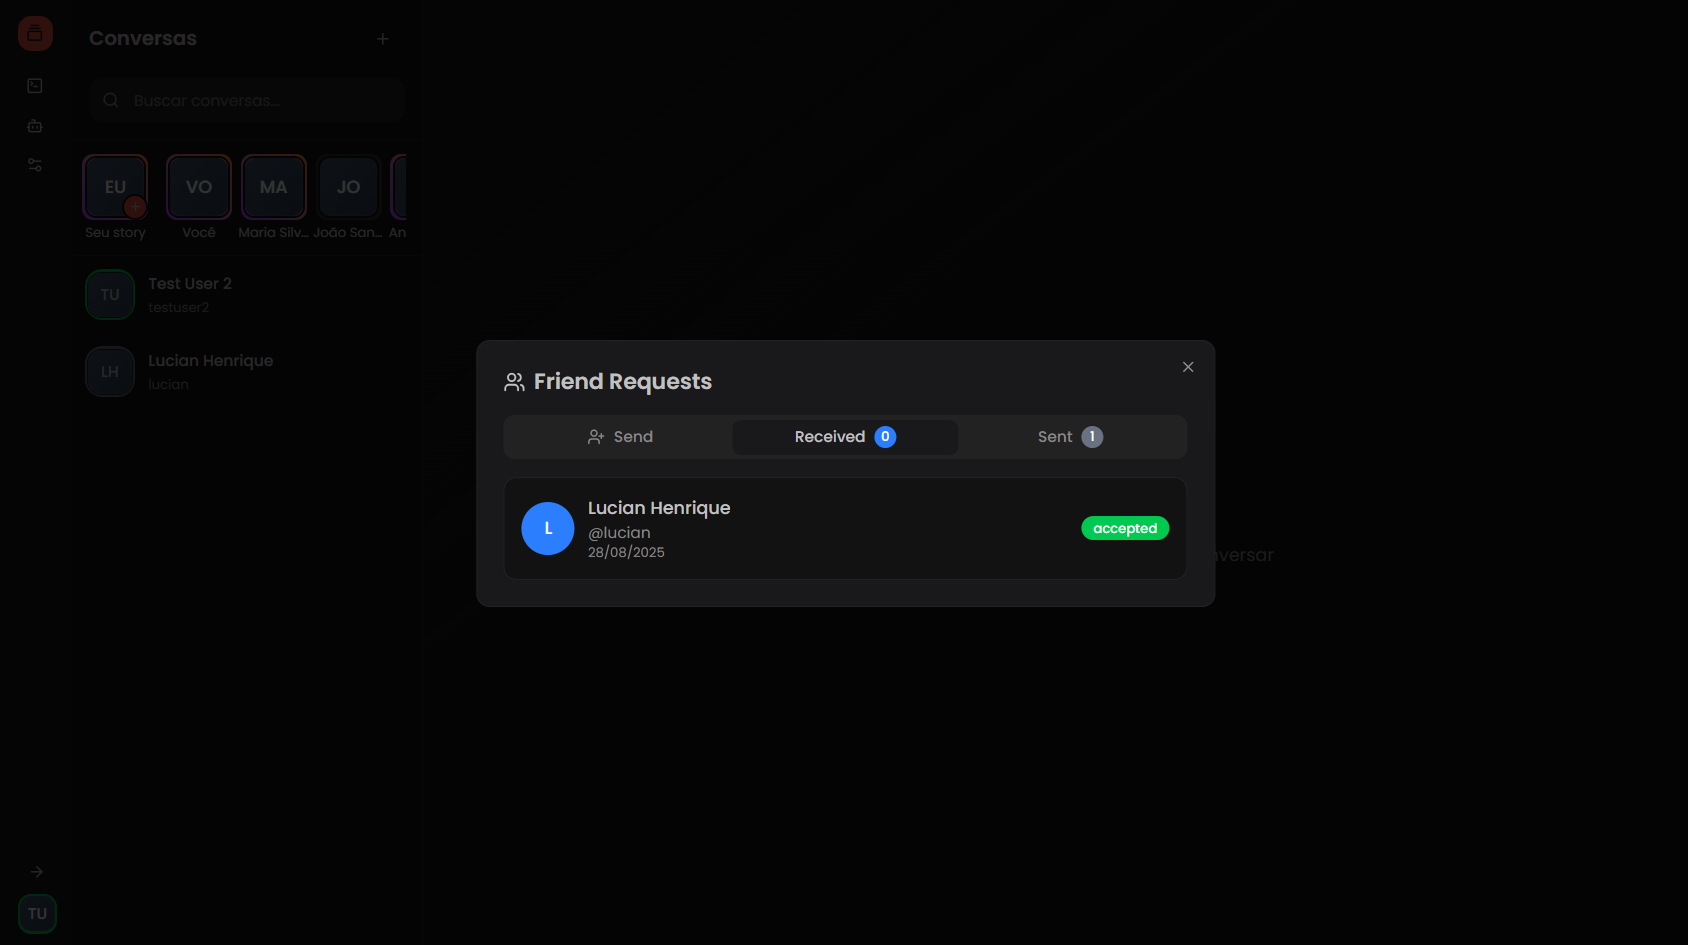 Conversas
Buscar conversas...
EU
VO
MA
JO
Seu story
Você
Maria Silv...
João San...
An
TU
Test User 2
testuser2
LH
Lucian Henrique
lucian
Friend Requests
Send
Received 0
Sent 1
L
Lucian Henrique
@lucian
28/08/2025
accepted
nversar
TU